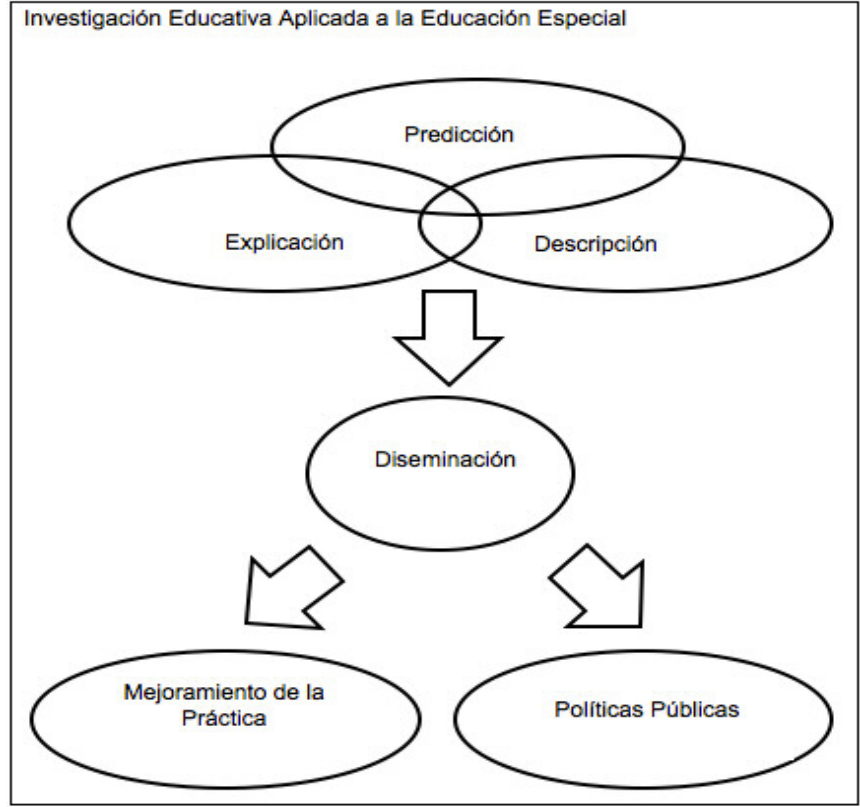 Investigación Educativa Aplicada a la Educación Especial
Predicción
Explicación
Descripción
Diseminación
Mejoramiento de la
Práctica
Políticas Públicas